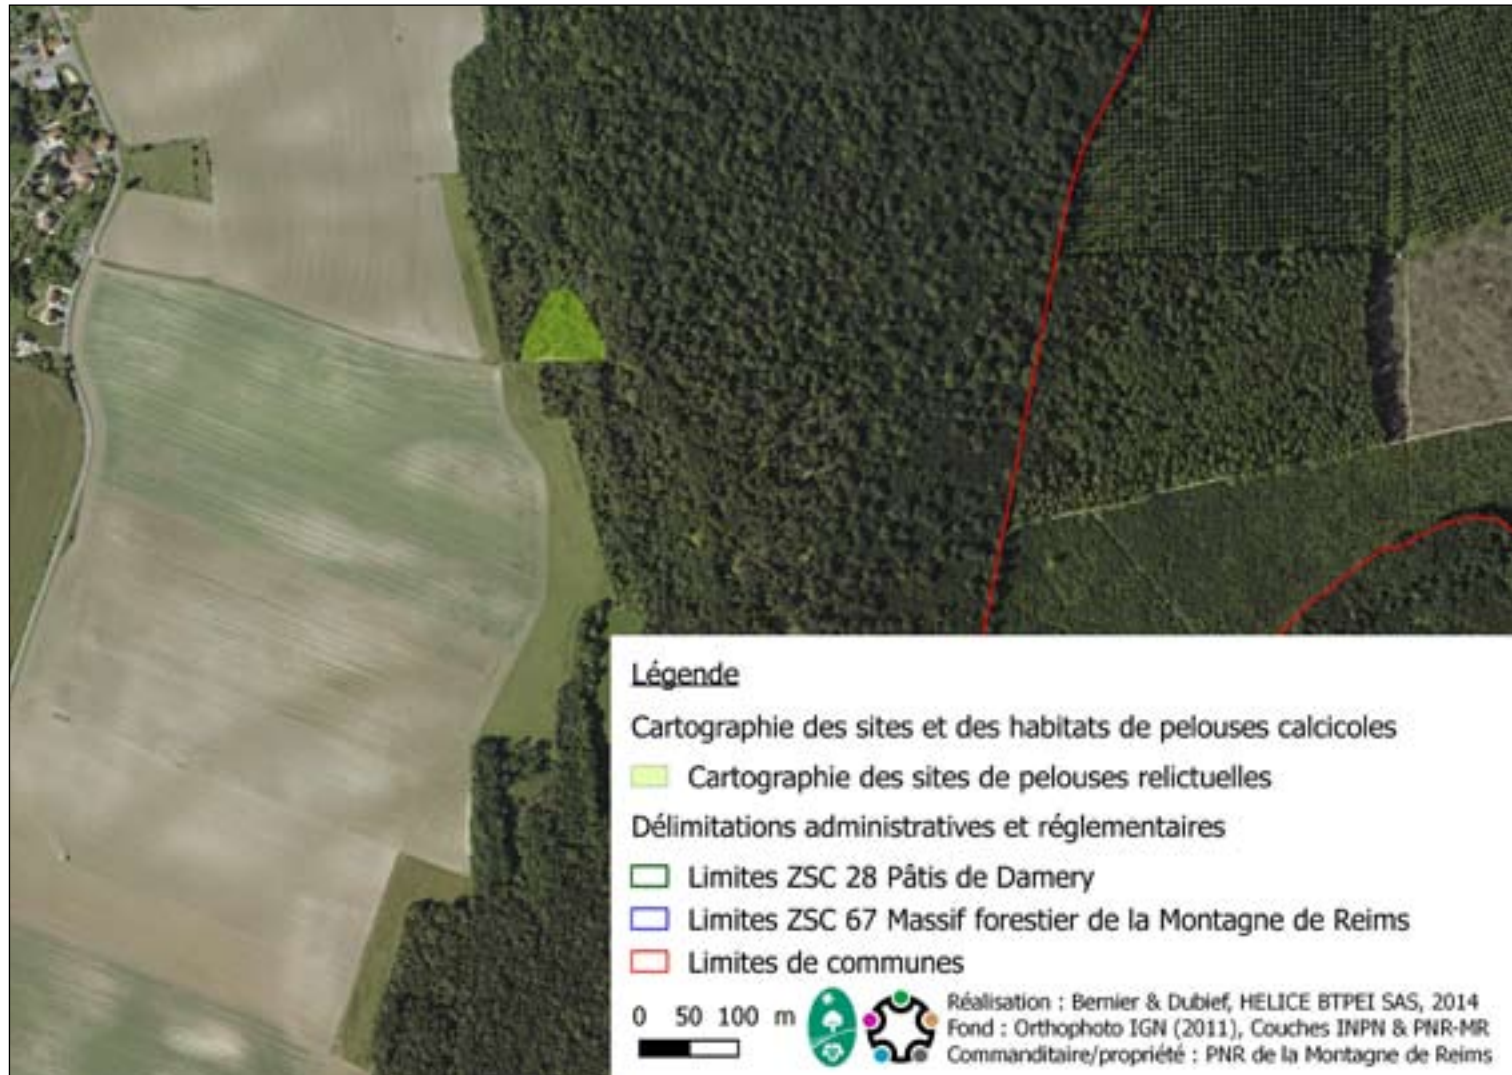 Légende
Cartographie des sites et des habitats de pelouses calcicoles
Cartographie des sites de pelouses relictuelles
Délimitations administratives et réglementaires
Limites ZSC 28 Pâtis de Damery
Limites ZSC 67 Massif forestier de la Montagne de Reims
Limites de communes
0 50 100 m
Réalisation : Bernier & Dubief, HELICE BTPEI SAS, 2014
Fond : Orthophoto IGN (2011), Couches INPN & PNR-MR
Commanditaire/propriété : PNR de la Montagne de Reims